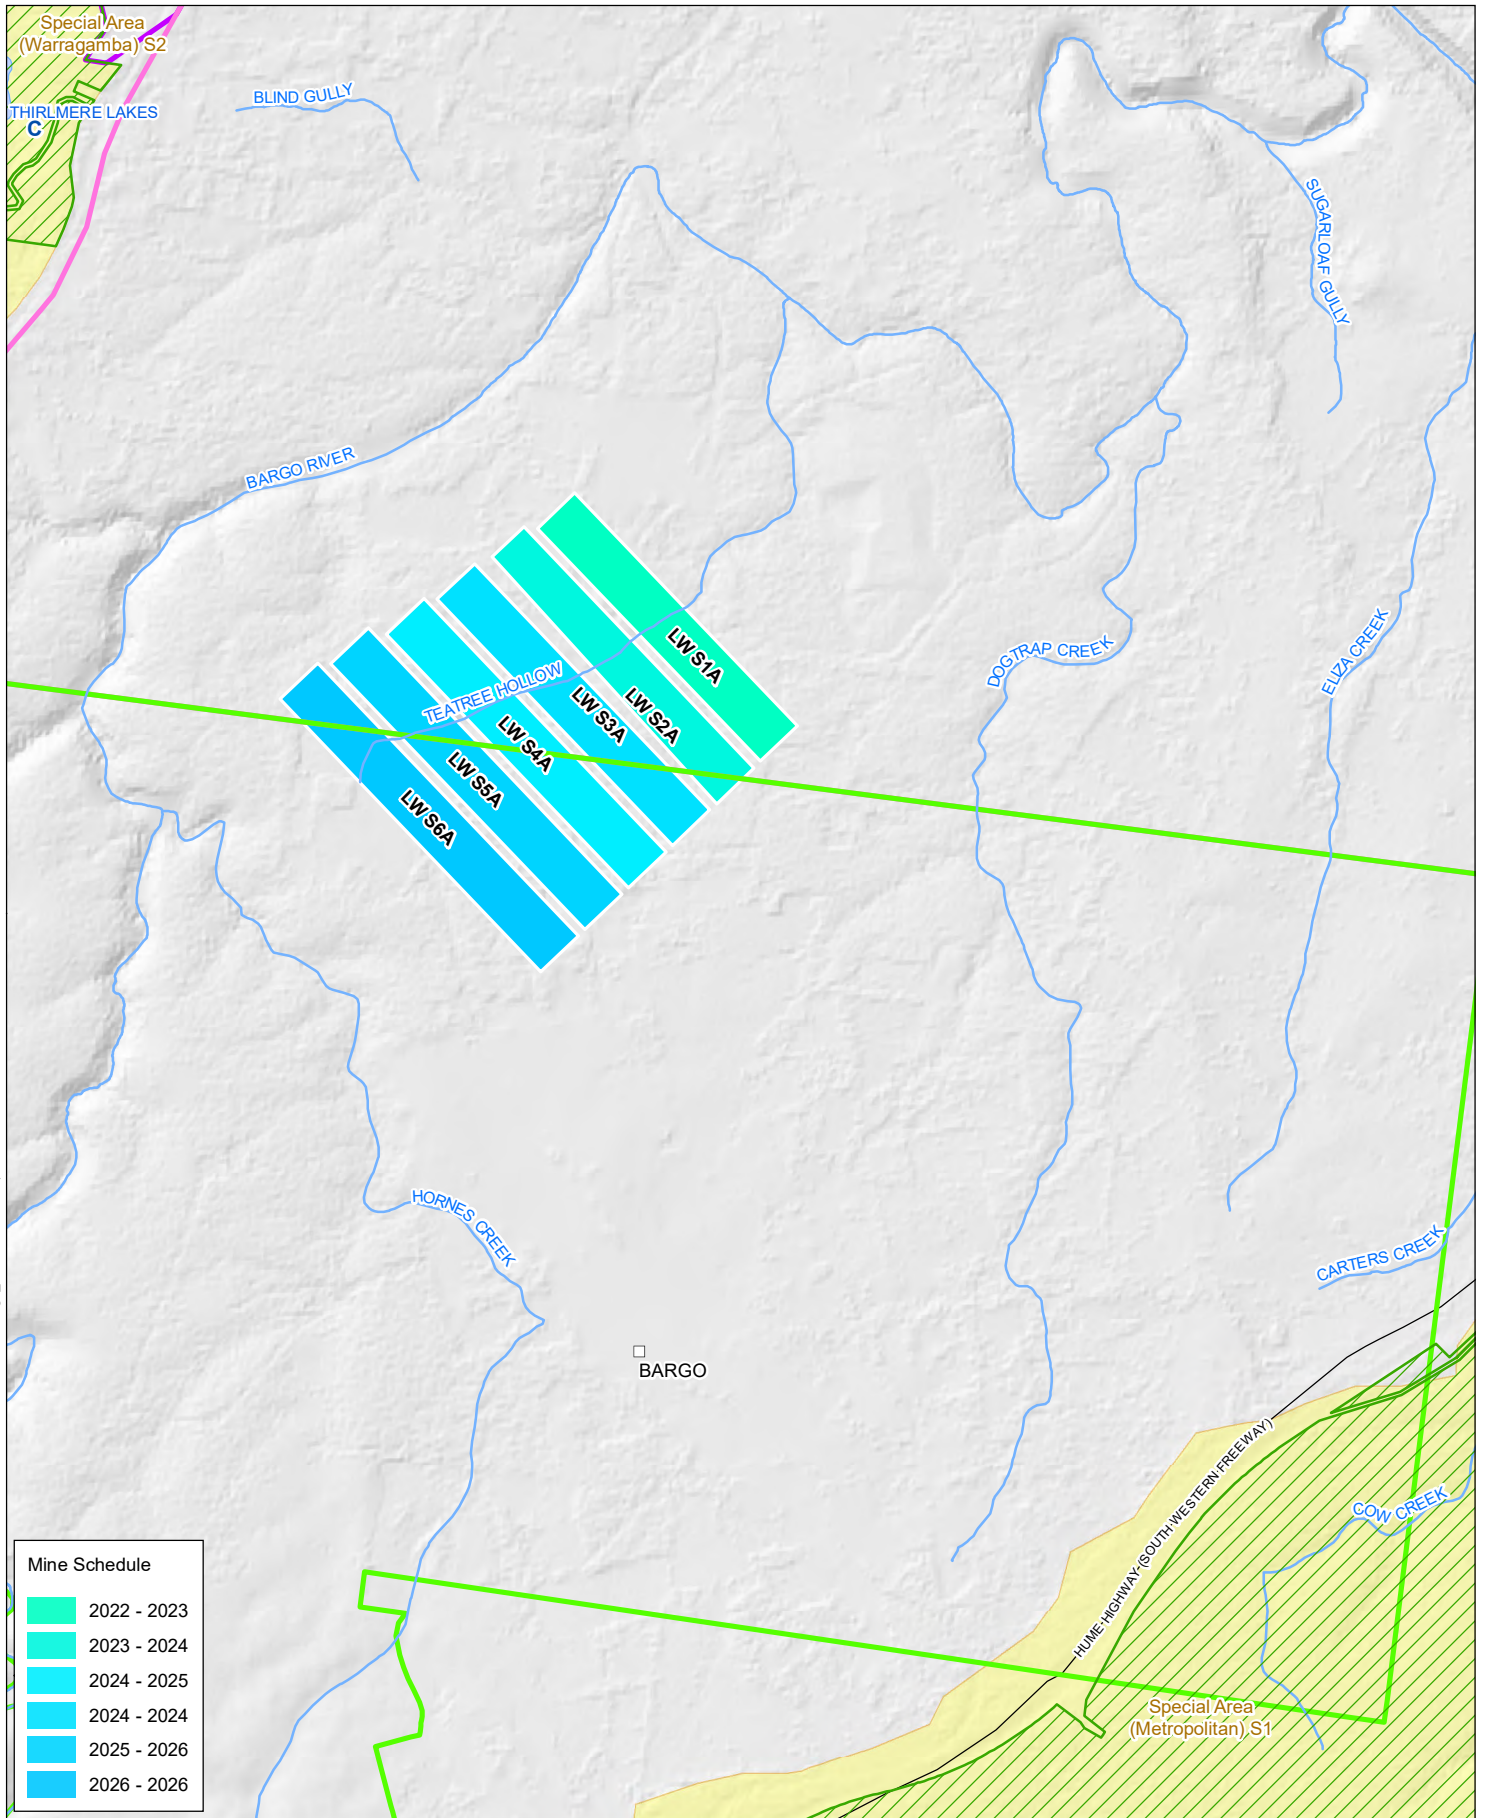 Special Area
(Warragamba) S2
BLIND GULLY
THIRLMERE LAKES
C
SUGARLOAF GULLY
BARGO RIVER
LW S1A
DOGTRAP CREEK
ELIZA CREEK
TEATREE HOLLOW
LW S2A
LW S3A
LW S4A
LW S5A
LW S6A
HORNES CREEK
CARTERS CREEK
BARGO
HUME HIGHWAY (SOUTH WESTERN FREEWAY)
COW CREEK
Special Area
(Metropolitan) S1
Mine Schedule
2022 - 2023
2023 - 2024
2024 - 2025
2024 - 2024
2025 - 2026
2026 - 2026